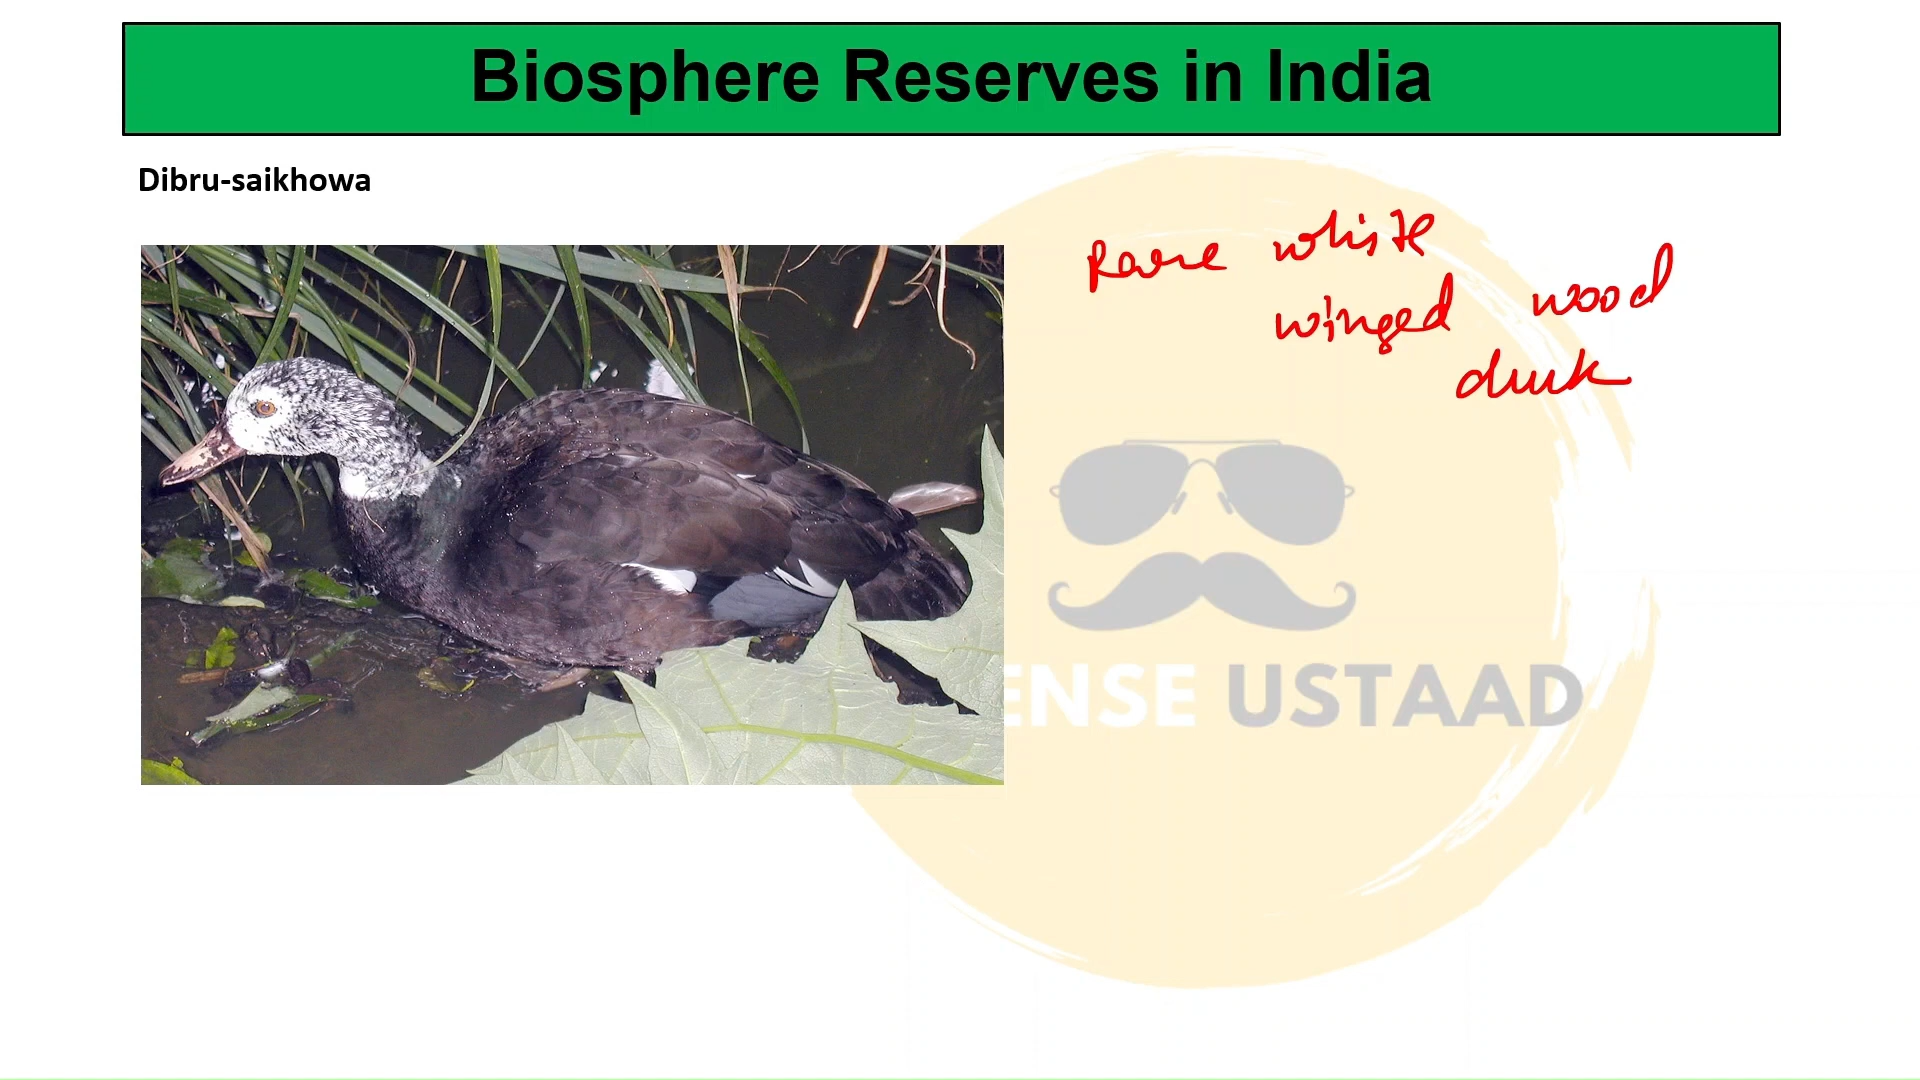 Biosphere Reserves in India
Dibru-saikhowa
Rare white
winged wood
duck
ENSE USTAAD